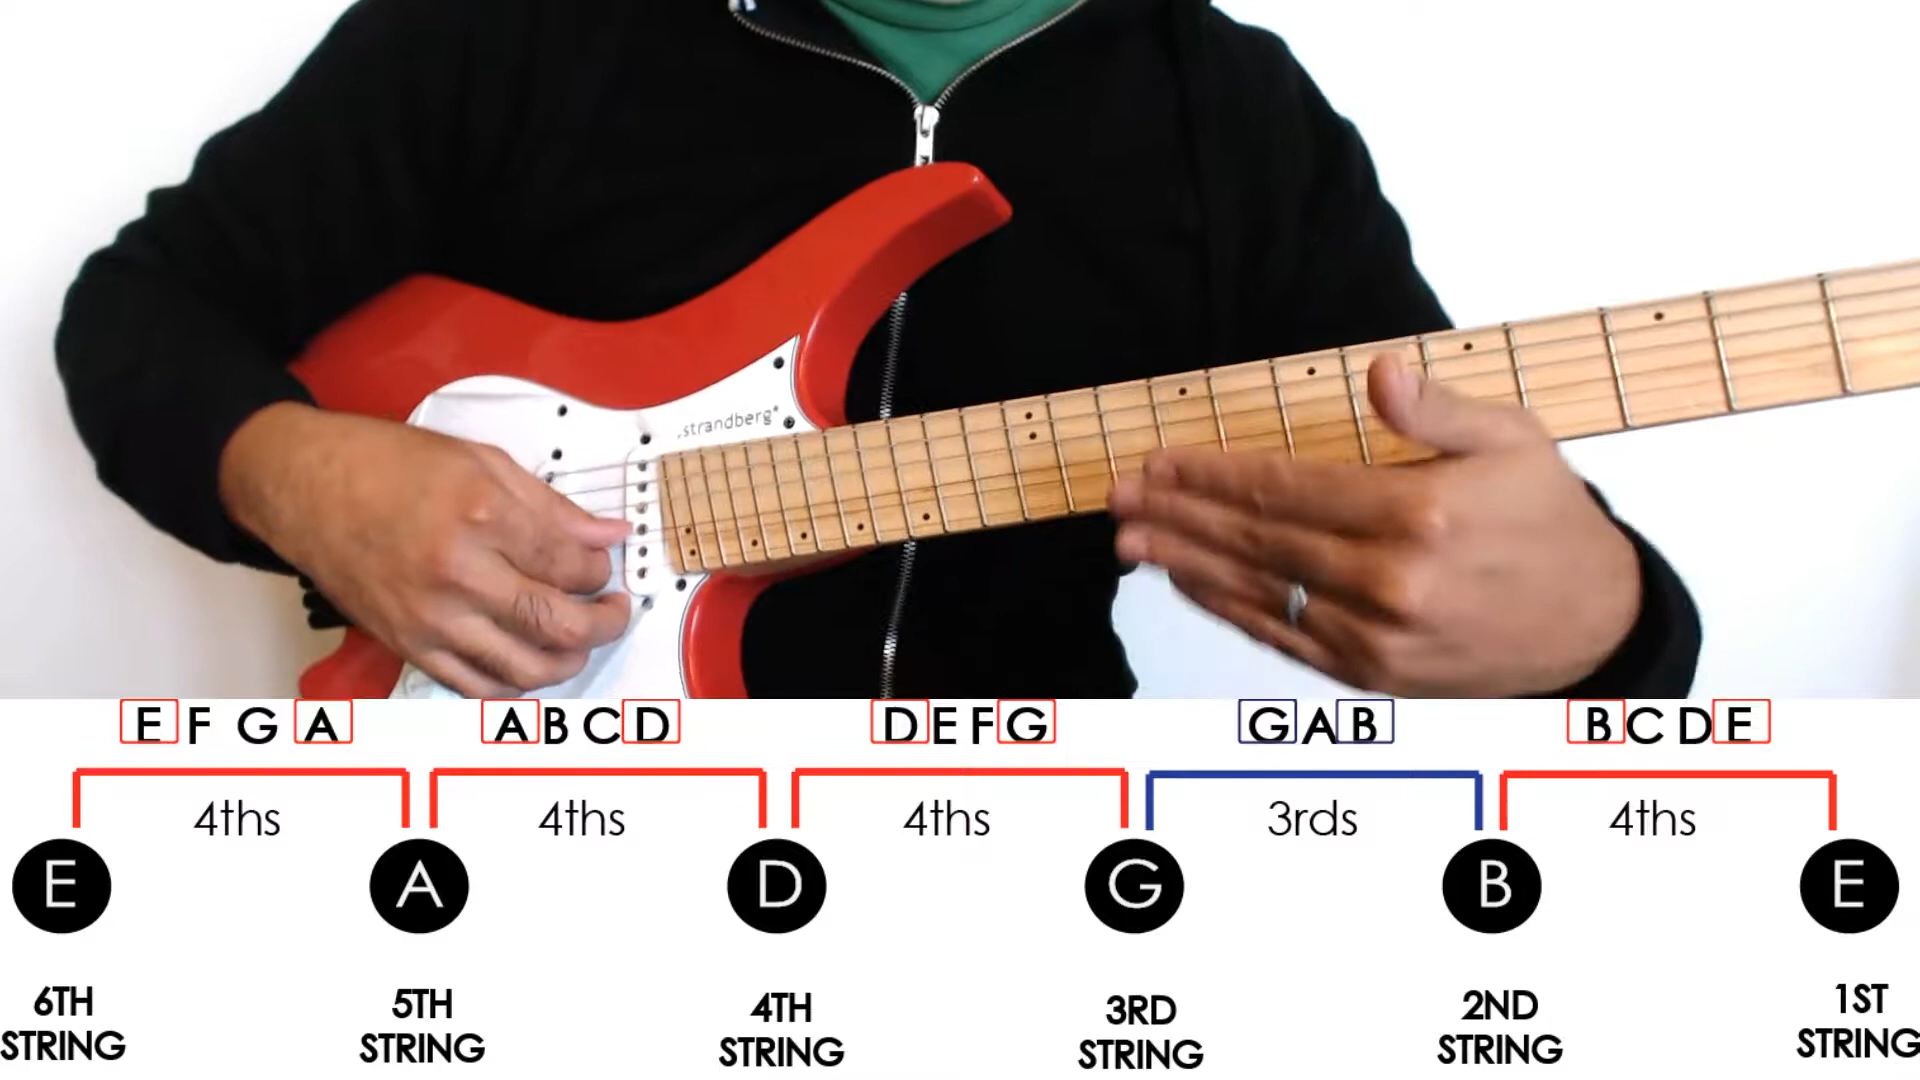 .strandberg*
E F G A
A B C D
D E F G
G A B
B C D E
4ths
4ths
4ths
3rds
4ths
E
A
D
G
B
E
6TH
STRING
5TH
STRING
4TH
STRING
3RD
STRING
2ND
STRING
1ST
STRING